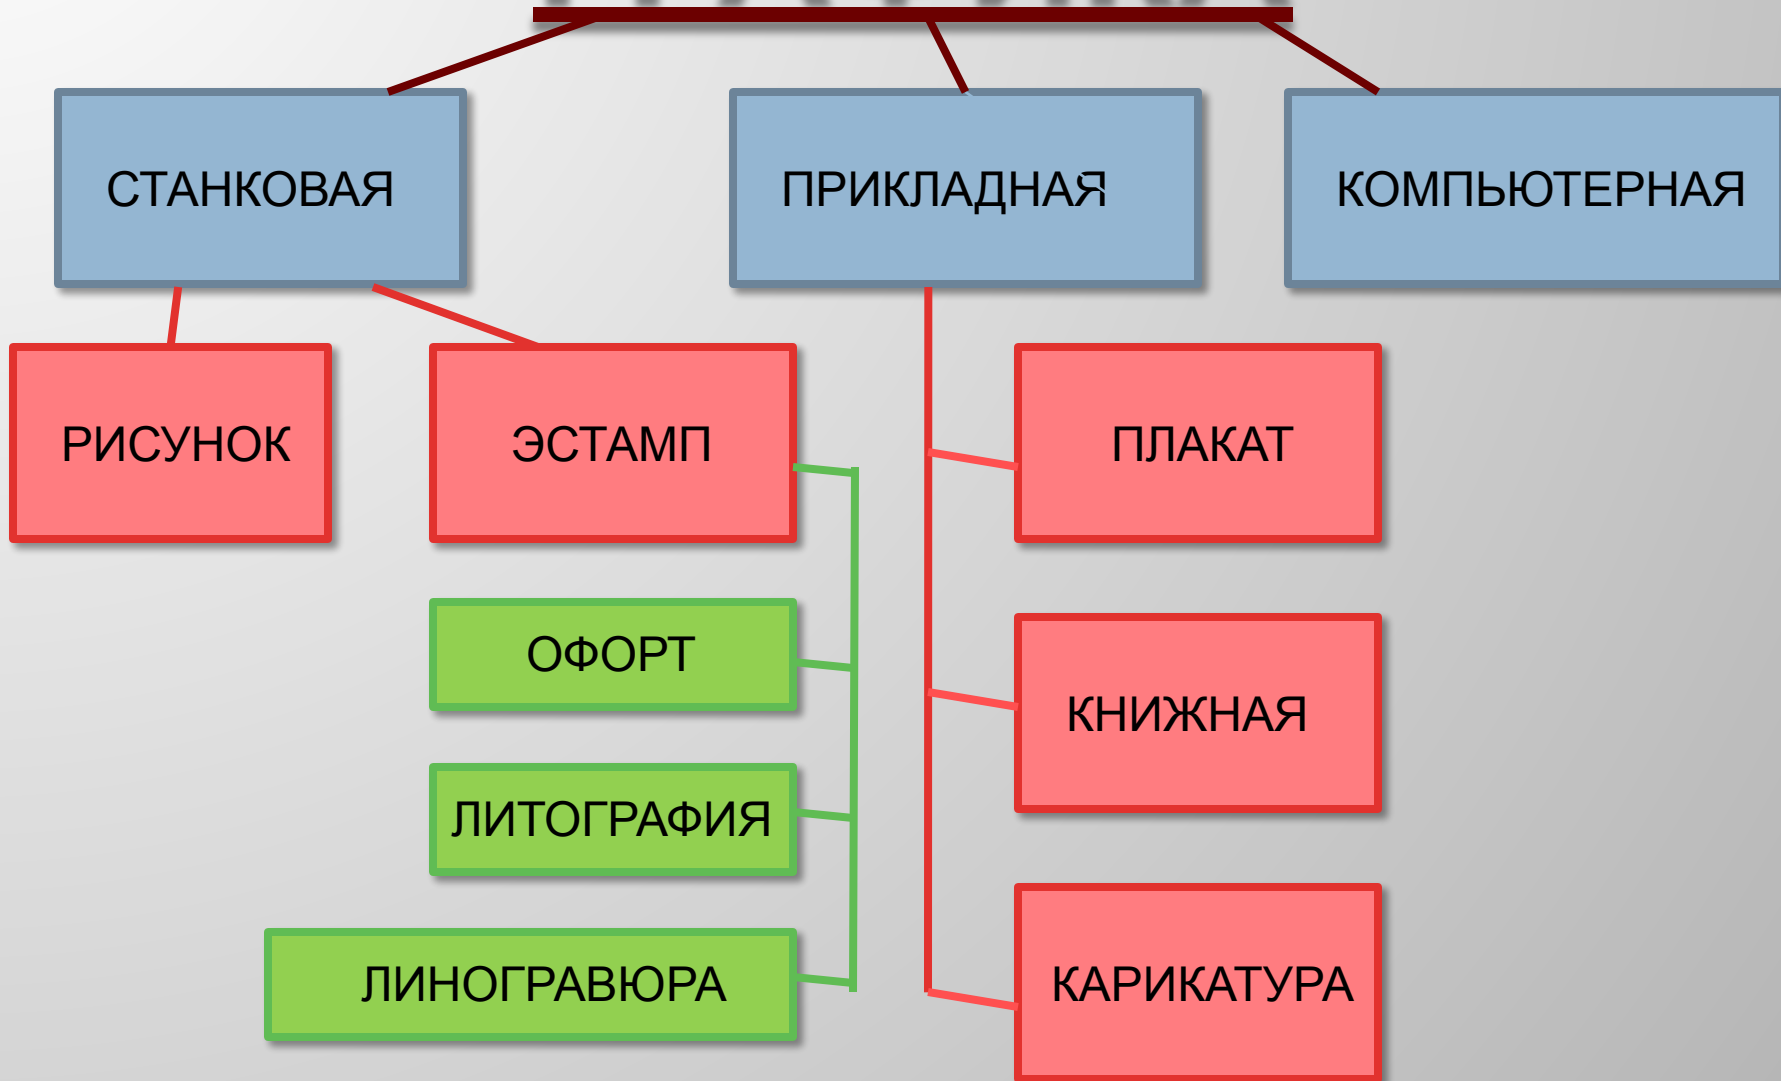 СТАНКОВАЯ
ПРИКЛАДНАЯ
КОМПЬЮТЕРНАЯ
РИСУНОК
ЭСТАМП
ПЛАКАТ
ОФОРТ
КНИЖНАЯ
ЛИТОГРАФИЯ
ЛИНОГРАВЮРА
КАРИКАТУРА